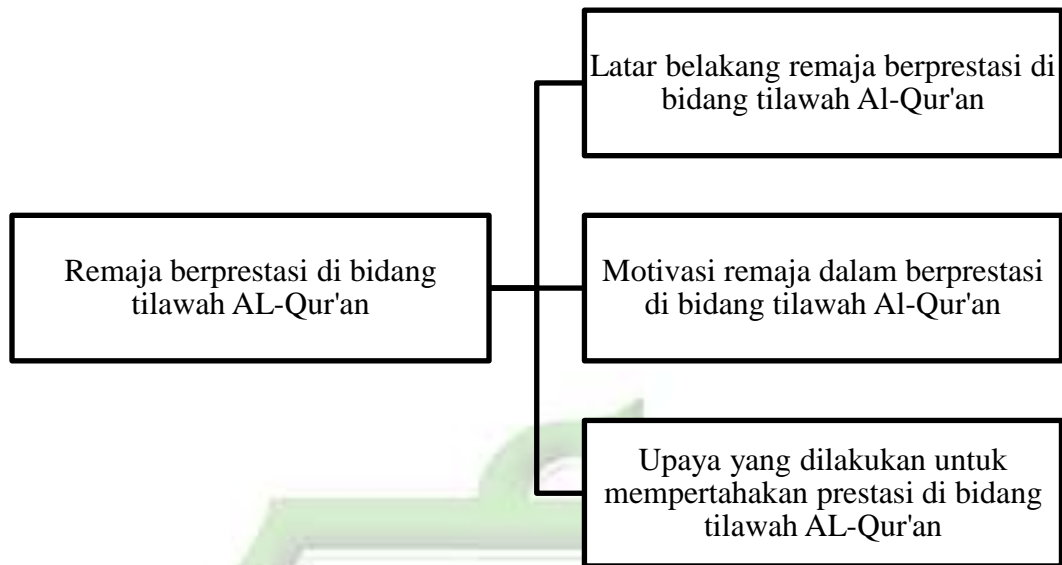 Latar belakang remaja berprestasi di
bidang tilawah Al-Qur'an
Remaja berprestasi di bidang
tilawah AL-Qur'an
Motivasi remaja dalam berprestasi
di bidang tilawah Al-Qur'an
Upaya yang dilakukan untuk
mempertahakan prestasi di bidang
tilawah AL-Qur'an